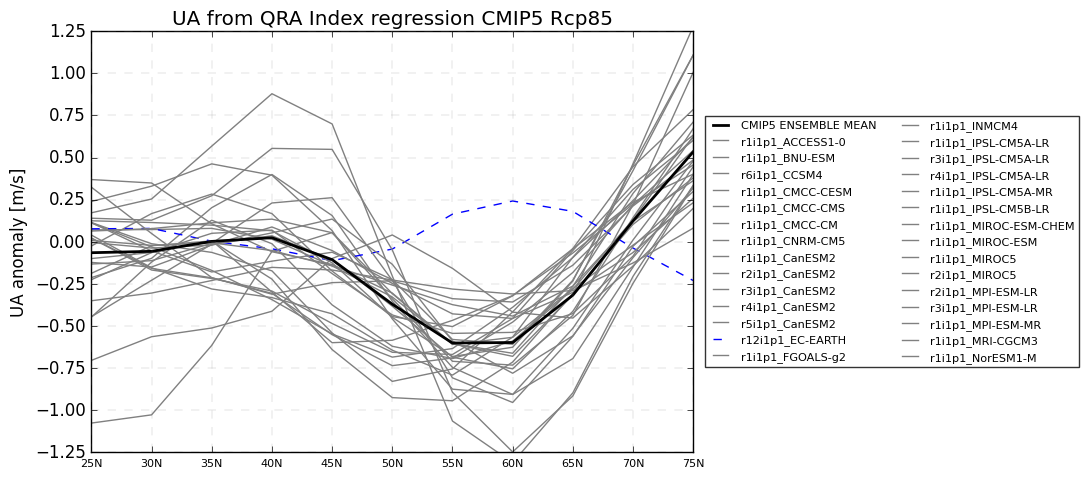 UA from QRA Index regression CMIP5 Rcp85
UA anomaly [m/s]
1.25
1.00
0.75
0.50
0.25
0.00
−0.25
−0.50
−0.75
−1.00
−1.25
25N 30N 35N 40N 45N 50N 55N 60N 65N 70N 75N
CMIP5 ENSEMBLE MEAN
r1i1p1_ACCESS1-0
r1i1p1_BNU-ESM
r6i1p1_CCSM4
r1i1p1_CMCC-CESM
r1i1p1_CMCC-CMS
r1i1p1_CMCC-CM
r1i1p1_CNRM-CM5
r1i1p1_CanESM2
r2i1p1_CanESM2
r3i1p1_CanESM2
r4i1p1_CanESM2
r5i1p1_CanESM2
r12i1p1_EC-EARTH
r1i1p1_FGOALS-g2
r1i1p1_INMCM4
r1i1p1_IPSL-CM5A-LR
r3i1p1_IPSL-CM5A-LR
r4i1p1_IPSL-CM5A-LR
r1i1p1_IPSL-CM5A-MR
r1i1p1_IPSL-CM5B-LR
r1i1p1_MIROC-ESM-CHEM
r1i1p1_MIROC-ESM
r1i1p1_MIROC5
r2i1p1_MIROC5
r2i1p1_MPI-ESM-LR
r3i1p1_MPI-ESM-LR
r1i1p1_MPI-ESM-MR
r1i1p1_MRI-CGCM3
r1i1p1_NorESM1-M